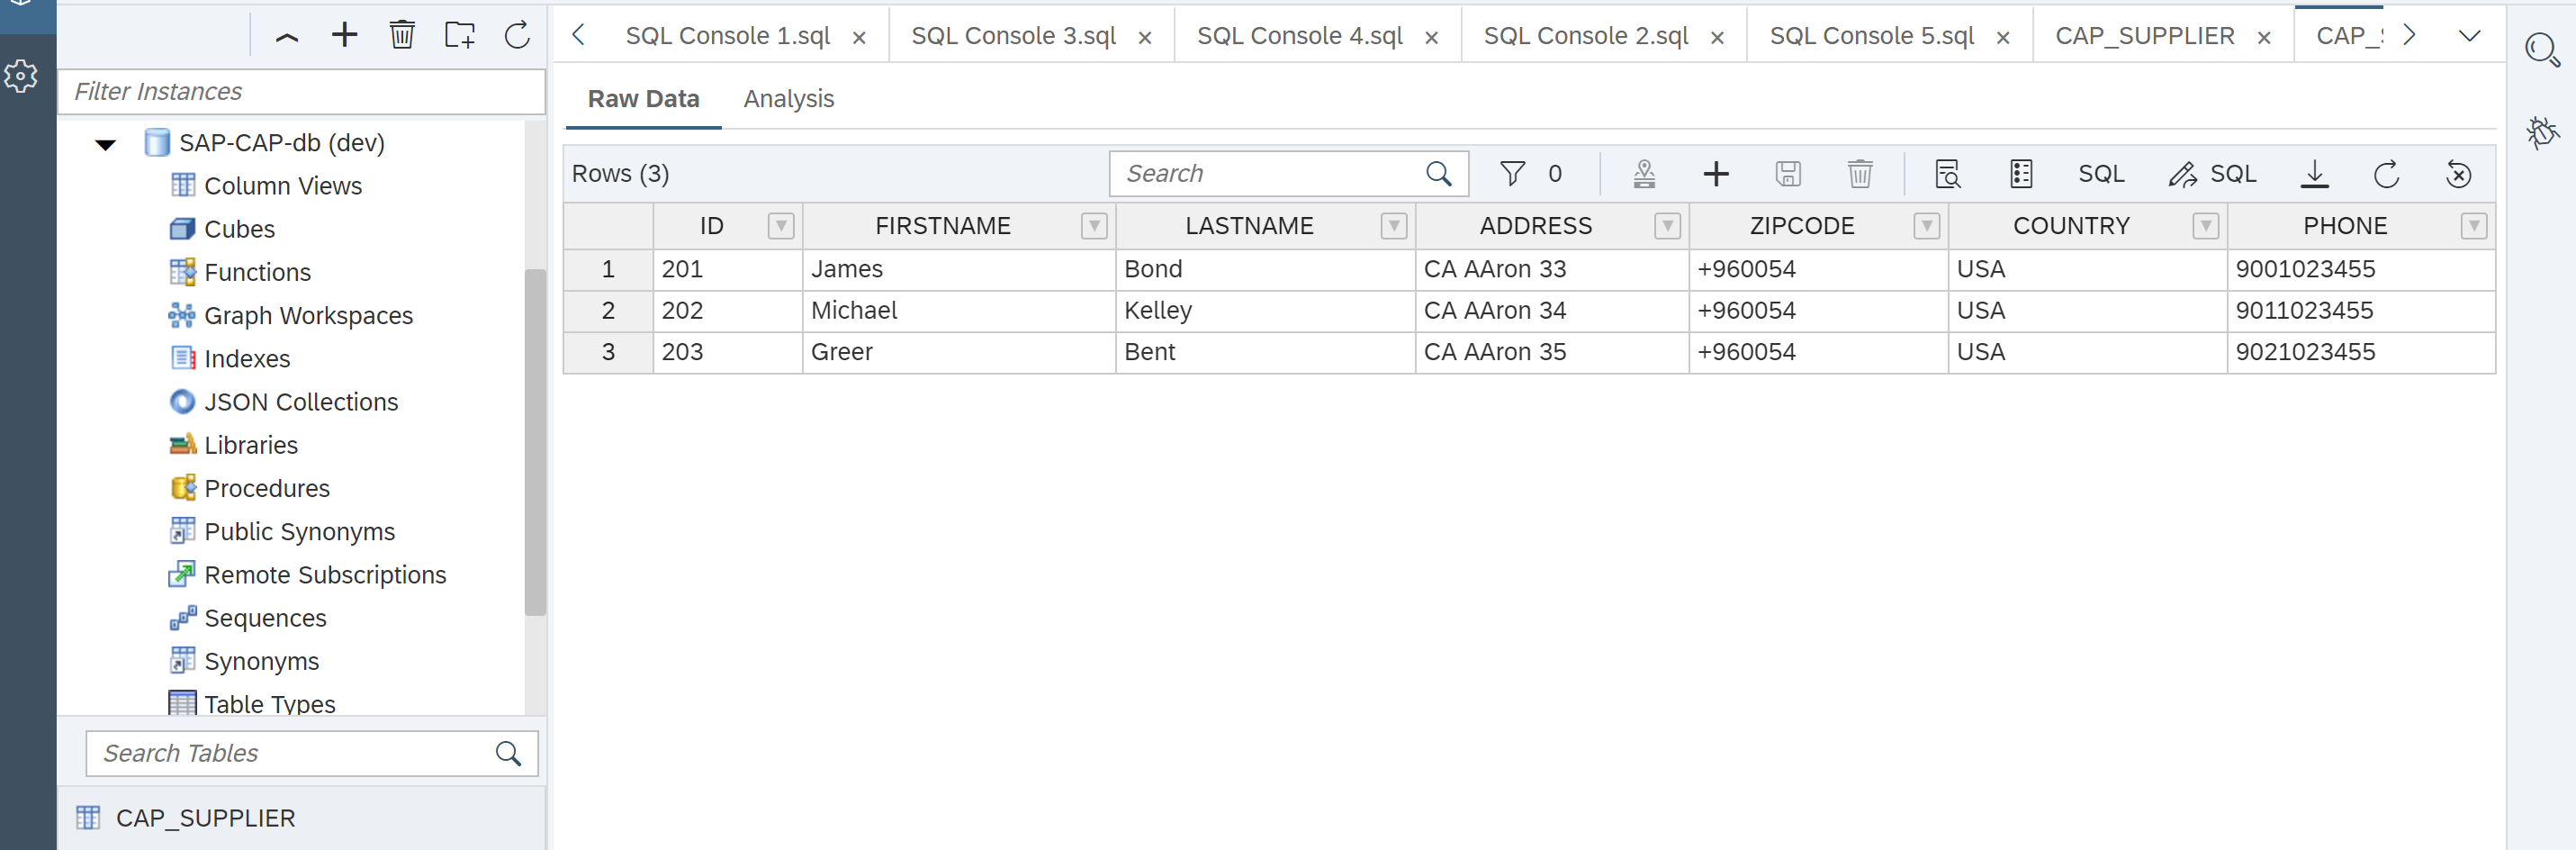 SQL Console 1.sql × SQL Console 3.sql × SQL Console 4.sql × SQL Console 2.sql × SQL Console 5.sql × CAP_SUPPLIER ×
Filter Instances
SAP-CAP-db (dev)
Column Views
Cubes
Functions
Graph Workspaces
Indexes
JSON Collections
Libraries
Procedures
Public Synonyms
Remote Subscriptions
Sequences
Synonyms
Table Types
Search Tables
CAP_SUPPLIER
Raw Data Analysis
Rows (3) Search 0 SQL SQL
ID FIRSTNAME LASTNAME ADDRESS ZIPCODE COUNTRY PHONE
1 201 James Bond CA AAron 33 +960054 USA 9001023455
2 202 Michael Kelley CA AAron 34 +960054 USA 9011023455
3 203 Greer Bent CA AAron 35 +960054 USA 9021023455